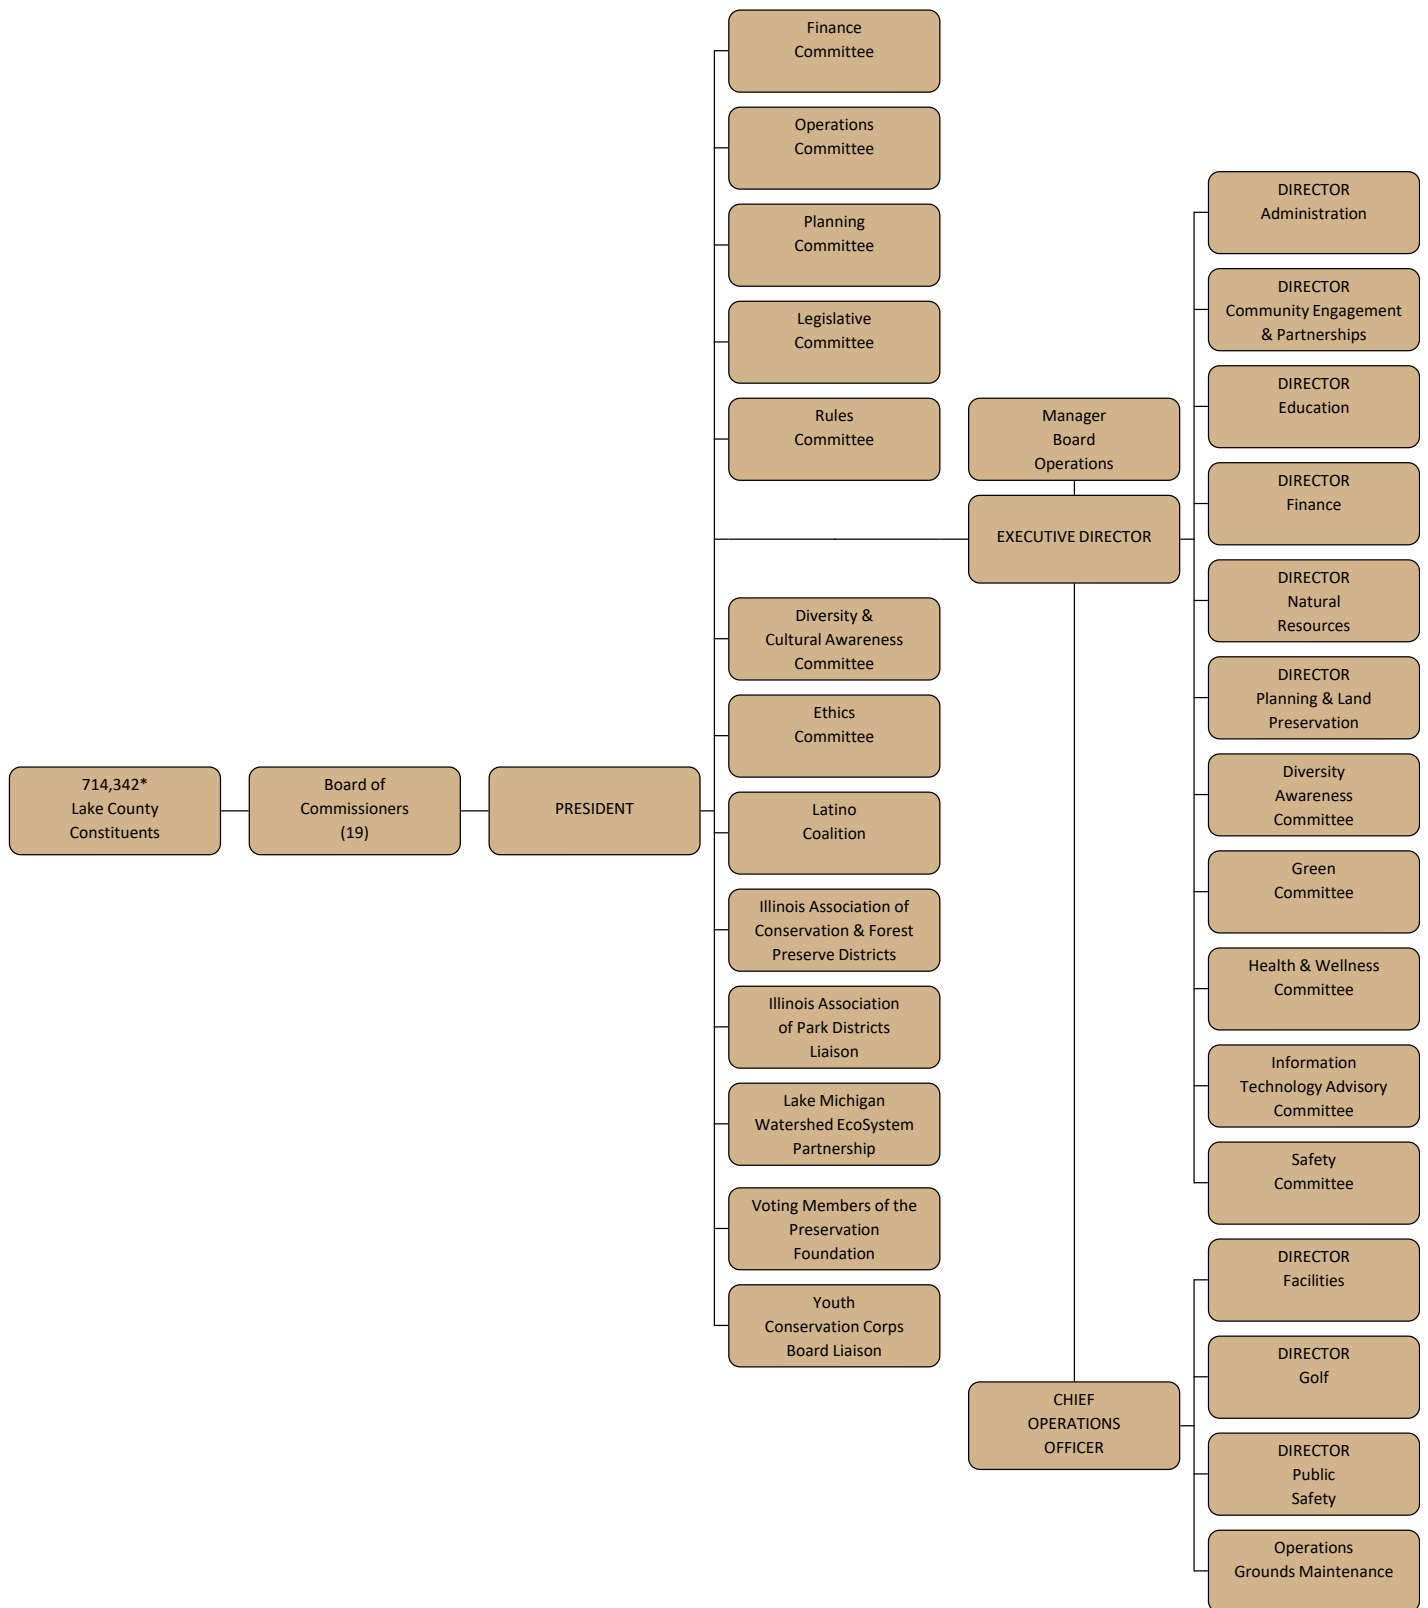 Finance
Committee
Operations
Committee
Planning
Committee
Legislative
Committee
Rules
Committee
Diversity &
Cultural Awareness
Committee
Ethics
Committee
714,342*
Lake County
Constituents
Board of
Commissioners
(19)
PRESIDENT
Latino
Coalition
Illinois Association of
Conservation & Forest
Preserve Districts
Illinois Association
of Park Districts
Liaison
Lake Michigan
Watershed EcoSystem
Partnership
Voting Members of the
Preservation
Foundation
Youth
Conservation Corps
Board Liaison
Manager
Board
Operations
EXECUTIVE DIRECTOR
CHIEF
OPERATIONS
OFFICER
DIRECTOR
Administration
DIRECTOR
Community Engagement
& Partnerships
DIRECTOR
Education
DIRECTOR
Finance
DIRECTOR
Natural
Resources
DIRECTOR
Planning & Land
Preservation
Diversity
Awareness
Committee
Green
Committee
Health & Wellness
Committee
Information
Technology Advisory
Committee
Safety
Committee
DIRECTOR
Facilities
DIRECTOR
Golf
DIRECTOR
Public
Safety
Operations
Grounds Maintenance